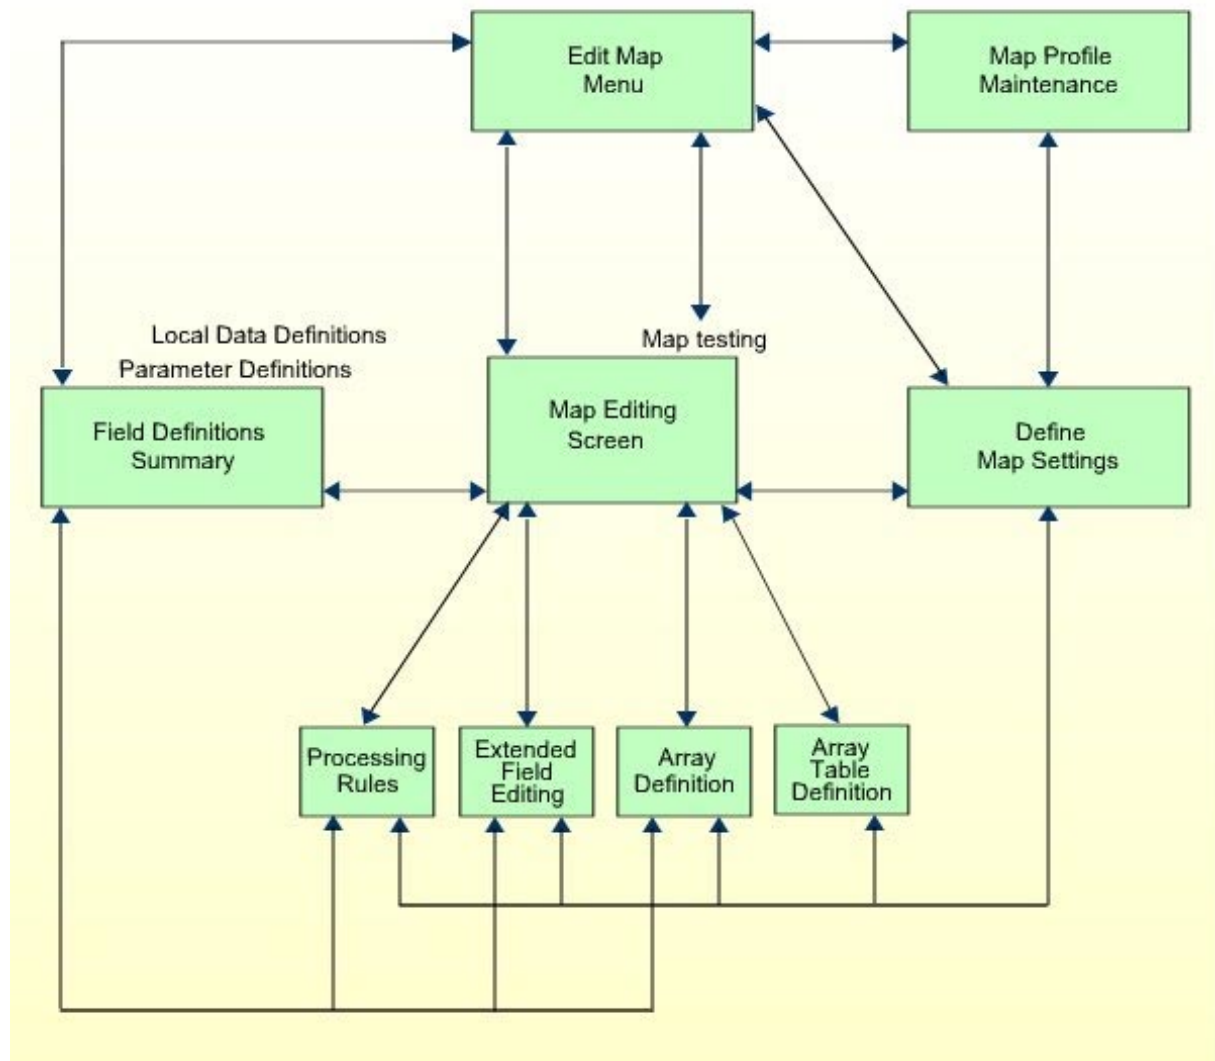 Edit Map
Menu
Map Profile
Maintenance
Local Data Definitions
Parameter Definitions
Map testing
Field Definitions
Summary
Map Editing
Screen
Define
Map Settings
Processing
Rules
Extended
Field
Editing
Array
Definition
Array
Table
Definition